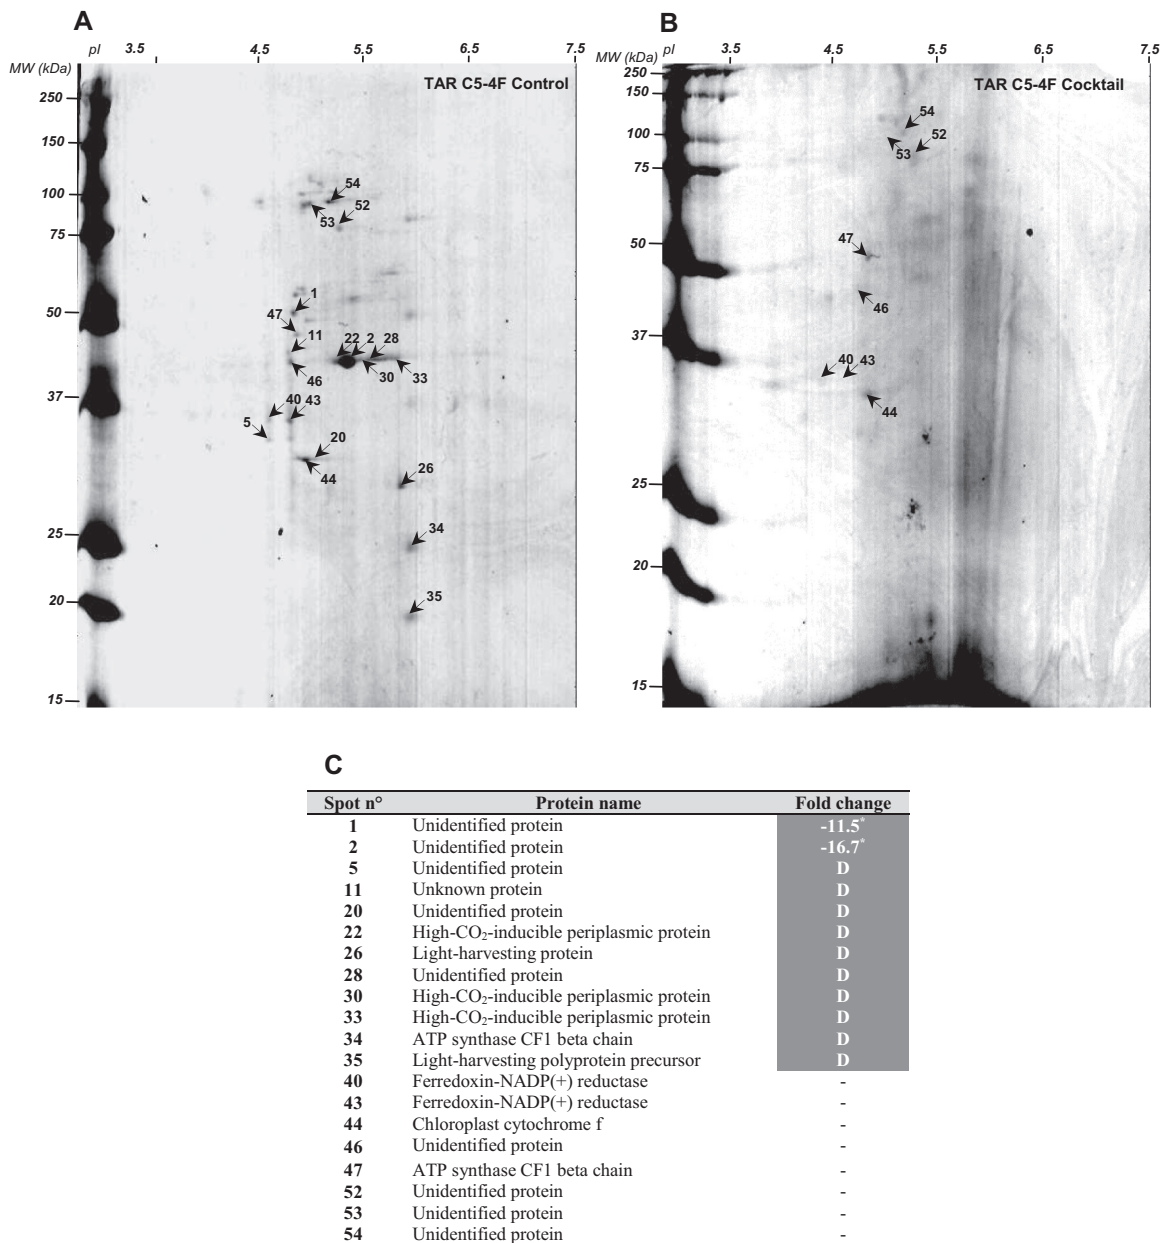 A
pI 3.5 4.5 5.5 6.5 7.5
MW (kDa)
TAR C5-4F Control
250
150
100
75
50
37
25
20
15
54
53
52
1
47
11
22 2 28
46
30 33
40 43
5
20
44
26
34
35
B
pI 3.5 4.5 5.5 6.5 7.5
MW (kDa)
TAR C5-4F Cocktail
250
150
100
75
50
37
25
20
15
54
52
53
47
46
40 43
44
C
Spot n° Protein name Fold change
1 Unidentified protein -11.5*
2 Unidentified protein -16.7*
5 Unidentified protein D
11 Unknown protein D
20 Unidentified protein D
22 High-CO₂-inducible periplasmic protein D
26 Light-harvesting protein D
28 Unidentified protein D
30 High-CO₂-inducible periplasmic protein D
33 High-CO₂-inducible periplasmic protein D
34 ATP synthase CF1 beta chain D
35 Light-harvesting polyprotein precursor D
40 Ferredoxin-NADP(+) reductase -
43 Ferredoxin-NADP(+) reductase -
44 Chloroplast cytochrome f -
46 Unidentified protein -
47 ATP synthase CF1 beta chain -
52 Unidentified protein -
53 Unidentified protein -
54 Unidentified protein -